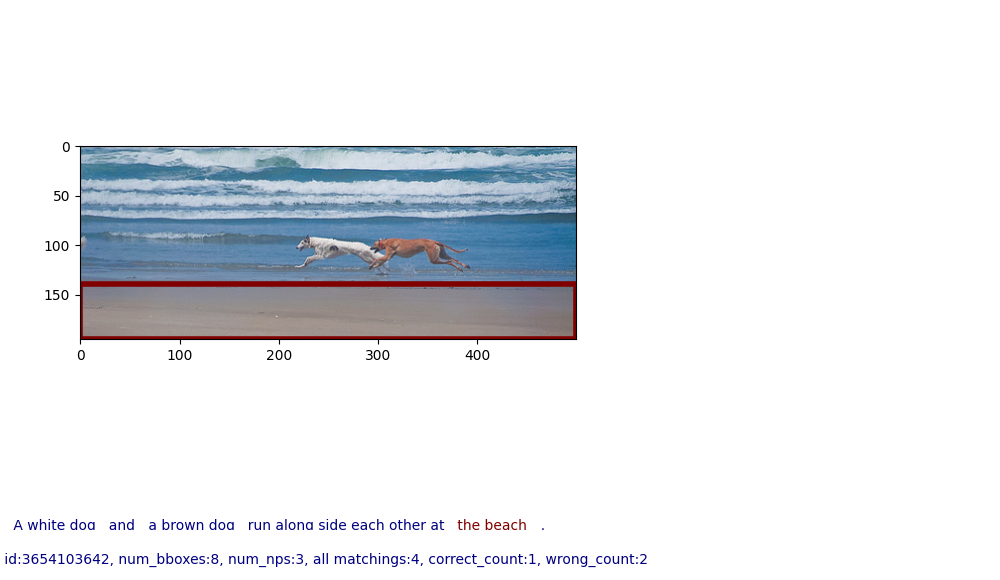 0
50
100
150
0 100 200 300 400
A white dog and a brown dog run along side each other at the beach .
id:3654103642, num_bboxes:8, num_nps:3, all matchings:4, correct_count:1, wrong_count:2